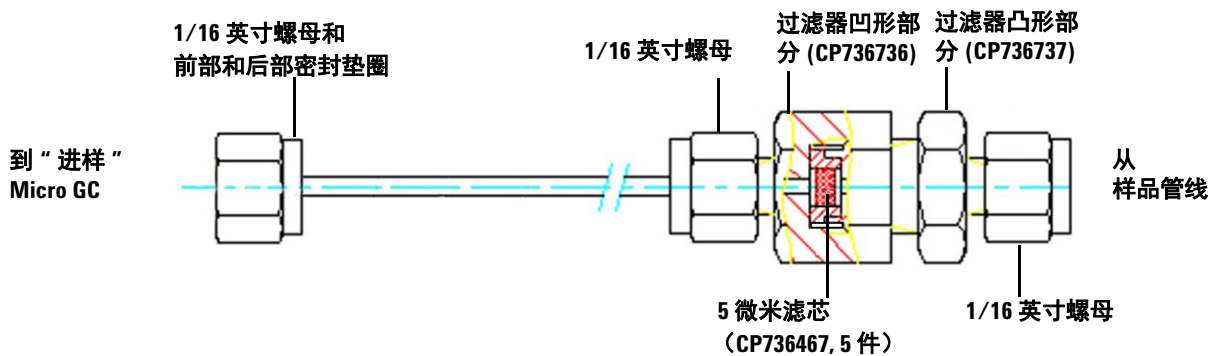 1/16 英寸螺母和
前部和后部密封垫圈
1/16 英寸螺母
过滤器凹形部
分 (CP736736)
过滤器凸形部
分 (CP736737)
到 “ 进样 ”
Micro GC
从
样品管线
5 微米滤芯
（CP736467, 5 件）
1/16 英寸螺母